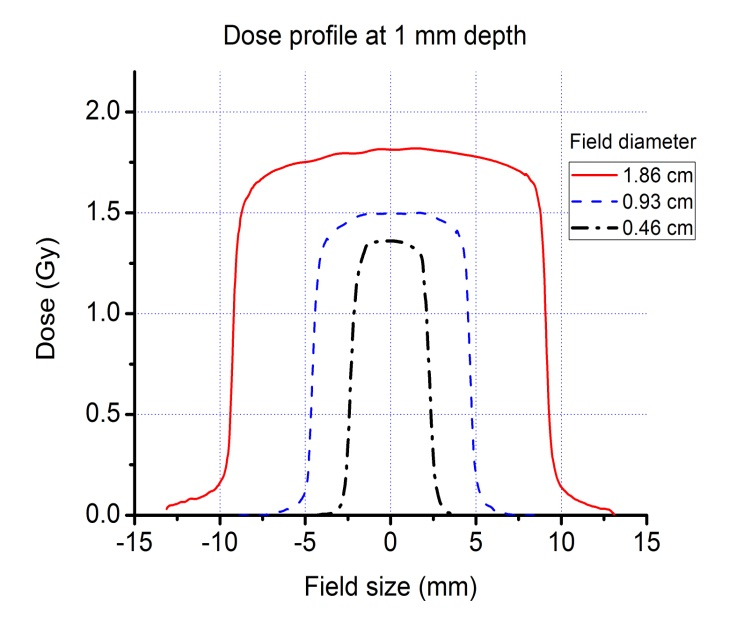 Dose profile at 1 mm depth
2.0
1.5
1.0
0.5
0.0
Dose (Gy)
Field diameter
1.86 cm
0.93 cm
0.46 cm
-15 -10 -5 0 5 10 15
Field size (mm)